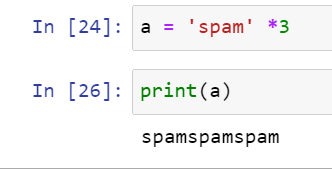 In [24]: a = 'spam' *3
In [26]: print(a)
spamspamspam